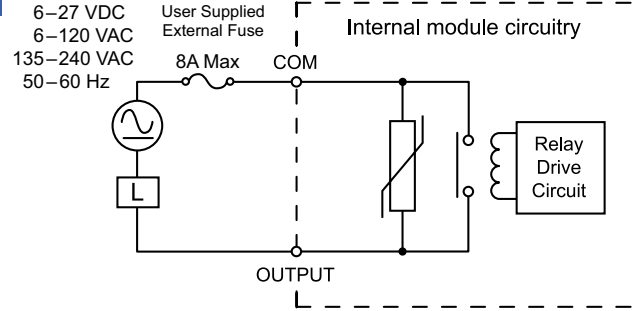 6–27 VDC
6–120 VAC
135–240 VAC
50–60 Hz
User Supplied
External Fuse
8A Max
COM
Internal module circuitry
L
Relay
Drive
Circuit
OUTPUT